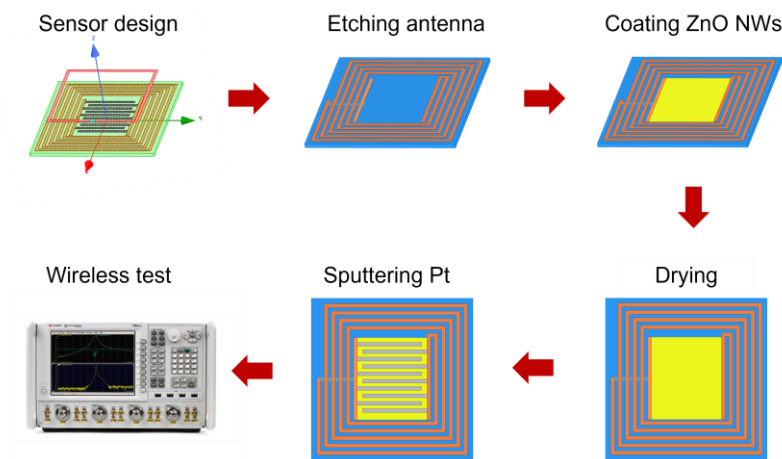 Sensor design
Etching antenna
Coating ZnO NWs
Z
Y
Wireless test
Sputtering Pt
Drying